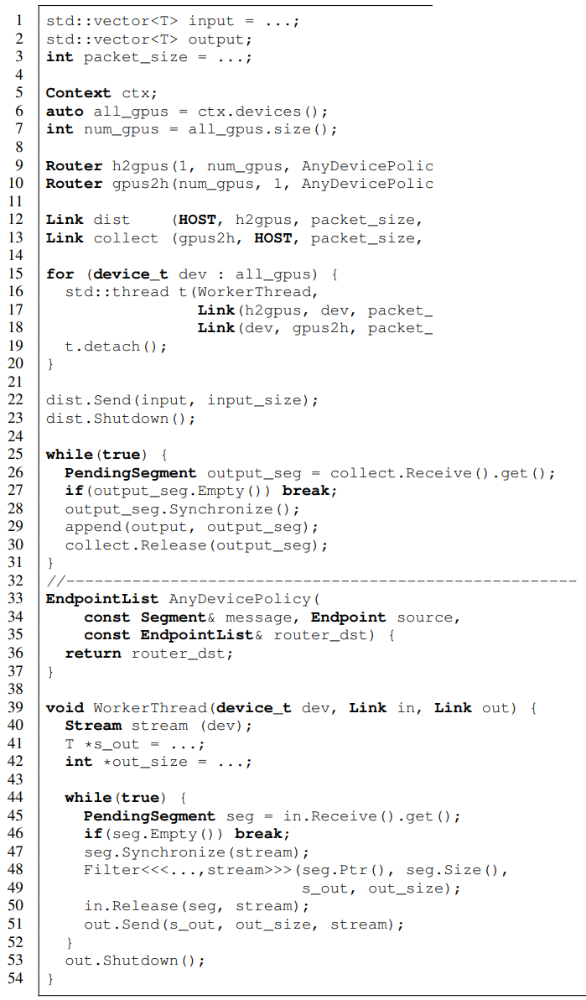 1 std::vector<T> input = ...;
2 std::vector<T> output;
3 int packet_size = ...;
4
5 Context ctx;
6 auto all_gpus = ctx.devices();
7 int num_gpus = all_gpus.size();
8
9 Router h2gpus(1, num_gpus, AnyDevicePolic
10 Router gpus2h(num_gpus, 1, AnyDevicePolic
11
12 Link dist    (HOST, h2gpus, packet_size,
13 Link collect (gpus2h, HOST, packet_size,
14
15 for (device_t dev : all_gpus) {
16   std::thread t(WorkerThread,
17                 Link(h2gpus, dev, packet_
18                 Link(dev, gpus2h, packet_
19   t.detach();
20 }
21
22 dist.Send(input, input_size);
23 dist.Shutdown();
24
25 while(true) {
26   PendingSegment output_seg = collect.Receive().get();
27   if(output_seg.Empty()) break;
28   output_seg.Synchronize();
29   append(output, output_seg);
30   collect.Release(output_seg);
31 }
32 //------------------------------------------------------
33 EndpointList AnyDevicePolicy(
34     const Segment& message, Endpoint source,
35     const EndpointList& router_dst) {
36   return router_dst;
37 }
38
39 void WorkerThread(device_t dev, Link in, Link out) {
40   Stream stream (dev);
41   T *s_out = ...;
42   int *out_size = ...;
43
44   while(true) {
45     PendingSegment seg = in.Receive().get();
46     if(seg.Empty()) break;
47     seg.Synchronize(stream);
48     Filter<<<...,stream>>>(seg.Ptr(), seg.Size(),
49                            s_out, out_size);
50     in.Release(seg, stream);
51     out.Send(s_out, out_size, stream);
52   }
53   out.Shutdown();
54 }